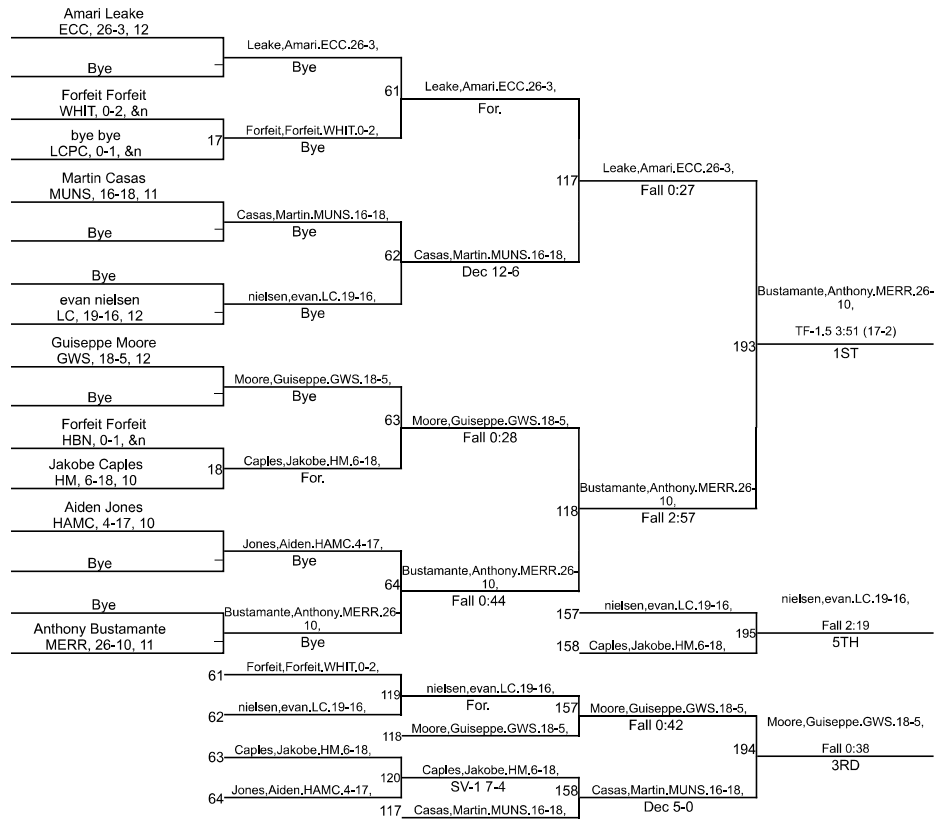 Amari Leake
ECC, 26-3, 12
Bye
Forfeit Forfeit
WHIT, 0-2, &n
bye bye
LCPC, 0-1, &n
Martin Casas
MUNS, 16-18, 11
Bye
Bye
evan nielsen
LC, 19-16, 12
Guiseppe Moore
GWS, 18-5, 12
Bye
Forfeit Forfeit
HBN, 0-1, &n
Jakobe Caples
HM, 6-18, 10
Aiden Jones
HAMC, 4-17, 10
Bye
Bye
Anthony Bustamante
MERR, 26-10, 11
Leake,Amari.ECC.26-3,
Bye
17
Forfeit,Forfeit.WHIT.0-2,
Bye
Casas,Martin.MUNS.16-18,
Bye
nielsen,evan.LC.19-16,
Bye
Moore,Guiseppe.GWS.18-5,
Bye
18
Caples,Jakobe.HM.6-18,
For.
Jones,Aiden.HAMC.4-17,
Bye
Bustamante,Anthony.MERR.26-
10,
Bye
61
Leake,Amari.ECC.26-3,
For.
62
Casas,Martin.MUNS.16-18,
Dec 12-6
63
Moore,Guiseppe.GWS.18-5,
Fall 0:28
64
Bustamante,Anthony.MERR.26-
10,
Fall 0:44
117
Leake,Amari.ECC.26-3,
Fall 0:27
118
Bustamante,Anthony.MERR.26-
10,
Fall 2:57
193
Bustamante,Anthony.MERR.26-
10,
TF-1.5 3:51 (17-2)
1ST
157
nielsen,evan.LC.19-16,
158
Caples,Jakobe.HM.6-18,
195
nielsen,evan.LC.19-16,
Fall 2:19
5TH
61
Forfeit,Forfeit.WHIT.0-2,
62
nielsen,evan.LC.19-16,
63
Caples,Jakobe.HM.6-18,
64
Jones,Aiden.HAMC.4-17,
119
nielsen,evan.LC.19-16,
For.
118
Moore,Guiseppe.GWS.18-5,
120
Caples,Jakobe.HM.6-18,
SV-1 7-4
117
Casas,Martin.MUNS.16-18,
157
Moore,Guiseppe.GWS.18-5,
Fall 0:42
158
Casas,Martin.MUNS.16-18,
Dec 5-0
194
Moore,Guiseppe.GWS.18-5,
Fall 0:38
3RD